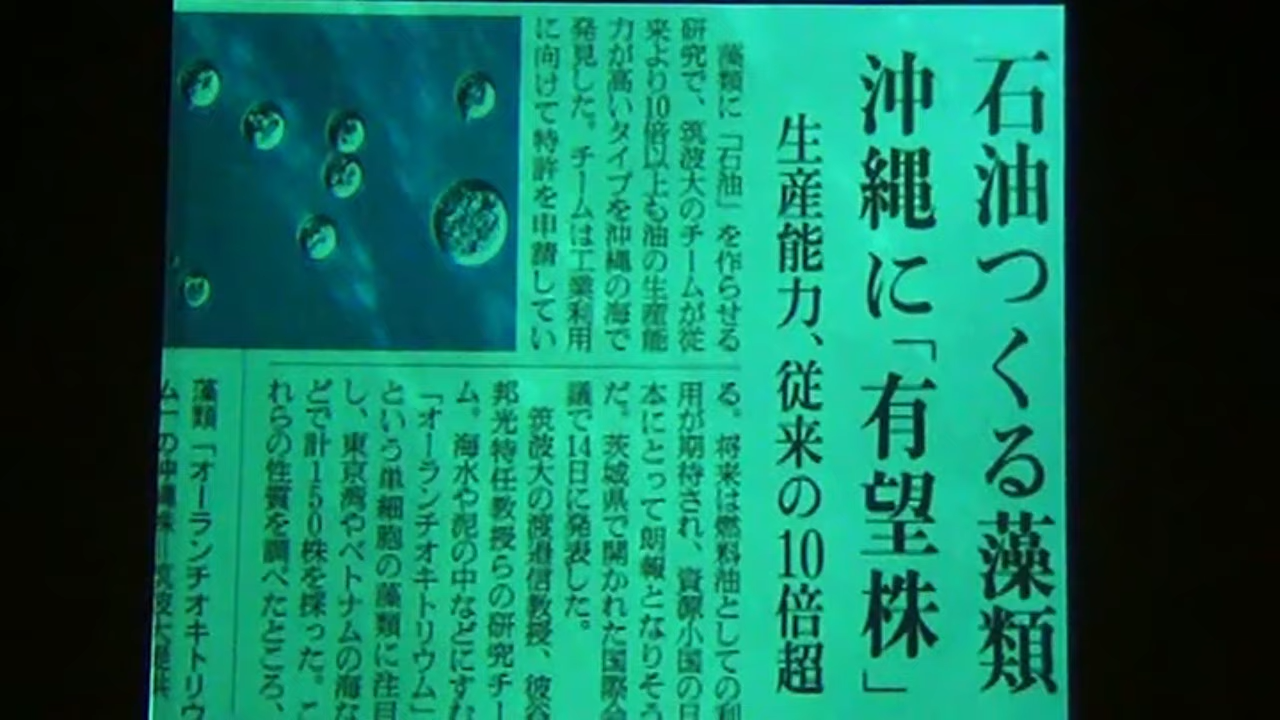 石油つくる藻類
沖縄に「有望株」
生産能力、従来の10倍超
藻類に「石油」を作らせる
研究で、筑波大のチームが従
来より10倍以上も油の生産能
力が高いタイプを沖縄の海で
発見した。チームは工業利用
に向けて特許を申請してい
る。将来は燃料油としての利
用が期待され、資源小国の日
本にとって朗報となりそう
だ。茨城県で開かれた国際会
議で14日に発表した。
筑波大の渡邉信教授、彼谷
邦光特任教授らの研究チー
ム。海水や泥の中などにすむ
「オーランチオキトリウム」
という単細胞の藻類に注目
し、東京湾やベトナムの海な
どで計150株を採った。こ
れらの性質を調べたところ、
藻類「オーランチオキトリウ
ム」の沖縄株